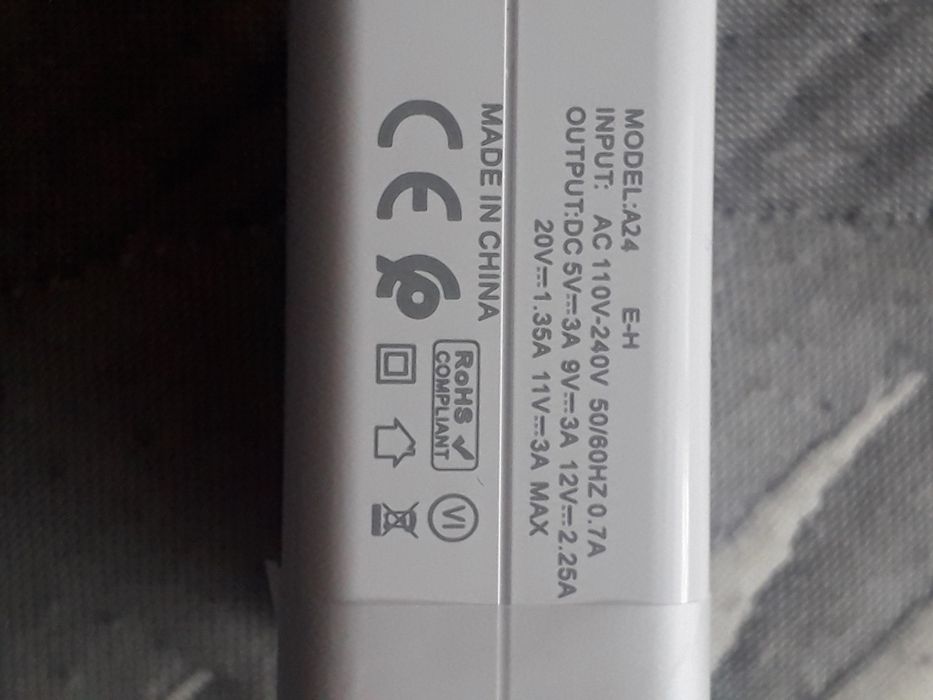 MODEL:A24 E-H
INPUT: AC 110V-240V 50/60HZ 0.7A
OUTPUT:DC 5V⎓3A 9V⎓3A 12V⎓2.25A
20V⎓1.35A 11V⎓3A MAX
MADE IN CHINA
RoHS ✓
COMPLIANT
VI
CE